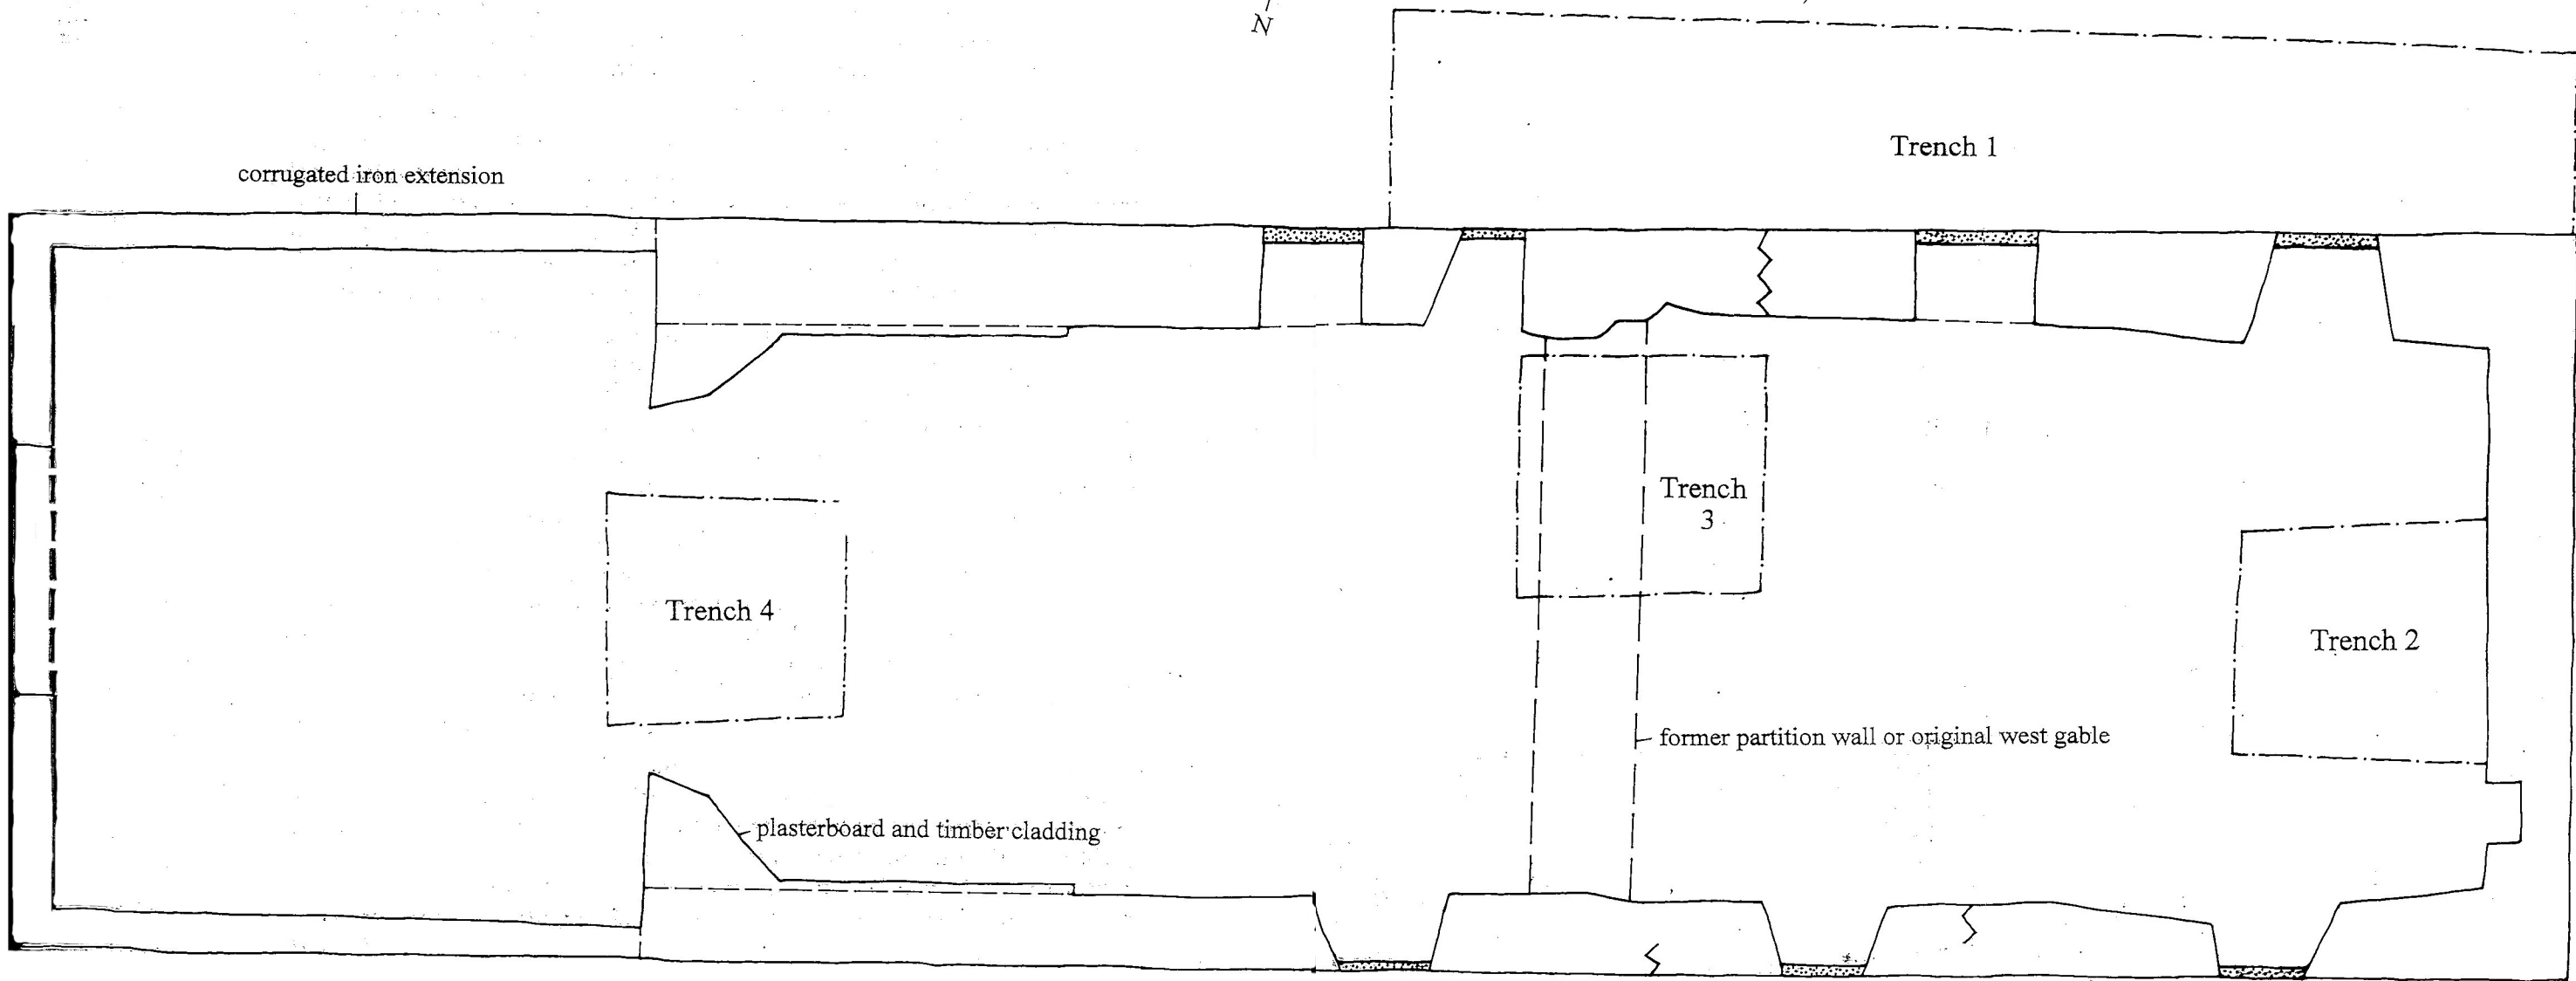 N
Trench 1
corrugated iron extension
Trench
3
Trench 4
Trench 2
former partition wall or original west gable
plasterboard and timber cladding